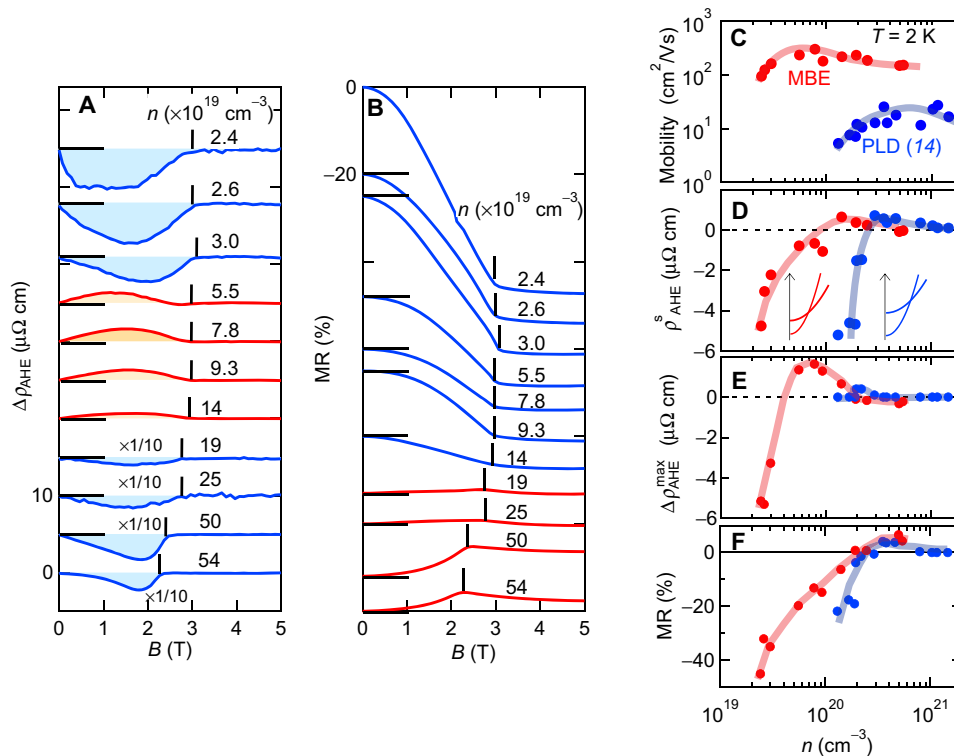 A
n (×10^19 cm^−3)
2.4
2.6
3.0
5.5
7.8
9.3
14
×1/10 19
×1/10 25
×1/10 50
54
×1/10
10
0
Δρ_AHE (μΩ cm)
0 1 2 3 4 5
B (T)
B
0
−20
n (×10^19 cm^−3)
2.4
2.6
3.0
5.5
7.8
9.3
14
19
25
50
54
MR (%)
0 1 2 3 4 5
B (T)
C
T = 2 K
MBE
PLD (14)
10^3
10^2
10^1
10^0
Mobility (cm^2/Vs)
D
0
−2
−4
−6
ρ^s_AHE (μΩ cm)
E
0
−2
−4
−6
Δρ^max_AHE (μΩ cm)
F
0
−20
−40
MR (%)
10^19 10^20 10^21
n (cm^−3)